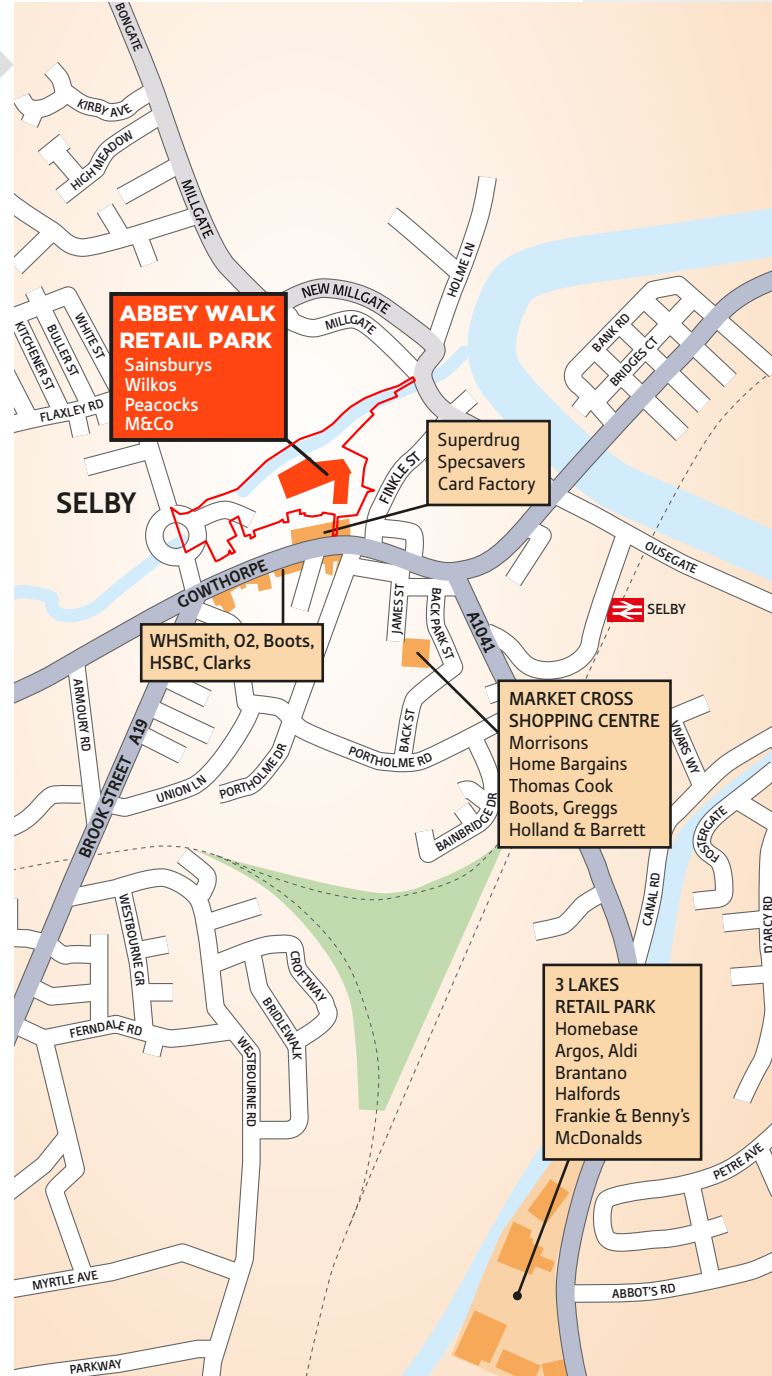 BONGATE
KIRBY AVE
HIGH MEADOW
MILLGATE
HOLME LN
NEW MILLGATE
MILLGATE
ABBEY WALK
RETAIL PARK
Sainsburys
Wilkos
Peacocks
M&Co
WHITE ST
BULLER ST
KITCHENER ST
FLAXLEY RD
BANK RD
BRIDGES CT
Superdrug
Specsavers
Card Factory
FINKLE ST
SELBY
GOWTHORPE
OUSEGATE
SELBY
JAMES ST
BACK PARK ST
A1041
WHSmith, O2, Boots,
HSBC, Clarks
ARMOURY RD
BROOK STREET A19
UNION LN
PORTHOLME DR
PORTHOLME RD
BACK ST
MARKET CROSS
SHOPPING CENTRE
Morrisons
Home Bargains
Thomas Cook
Boots, Greggs
Holland & Barrett
VIVARS WY
BAINBRIDGE DR
FOSTERGATE
CANAL RD
D'ARCY RD
WESTBOURNE GR
CROFTWAY
BRIDLEWALK
FERNDALE RD
WESTBOURNE RD
3 LAKES
RETAIL PARK
Homebase
Argos, Aldi
Brantano
Halfords
Frankie & Benny's
McDonalds
PETRE AVE
MYRTLE AVE
ABBOT'S RD
PARKWAY